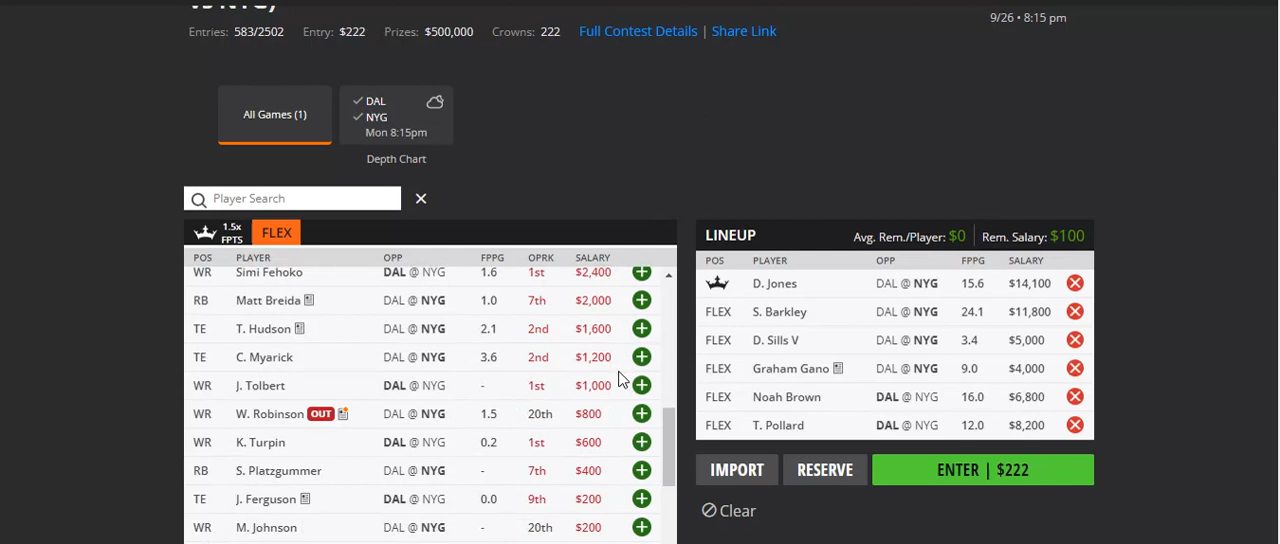 Entries: 583/2502 Entry: $222 Prizes: $500,000 Crowns: 222 Full Contest Details | Share Link
9/26 • 8:15 pm
All Games (1)
DAL
NYG
Mon 8:15pm
Depth Chart
Player Search
1.5x
FPTS
FLEX
POS PLAYER OPP FPPG OPRK SALARY
WR Simi Fehoko DAL @ NYG 1.6 1st $2,400
RB Matt Breida DAL @ NYG 1.0 7th $2,000
TE T. Hudson DAL @ NYG 2.1 2nd $1,600
TE C. Myarick DAL @ NYG 3.6 2nd $1,200
WR J. Tolbert DAL @ NYG - 1st $1,000
WR W. Robinson OUT DAL @ NYG 1.5 20th $800
WR K. Turpin DAL @ NYG 0.2 1st $600
RB S. Platzgummer DAL @ NYG - 7th $400
TE J. Ferguson DAL @ NYG 0.0 9th $200
WR M. Johnson DAL @ NYG - 20th $200
LINEUP Avg. Rem./Player: $0 Rem. Salary: $100
POS PLAYER OPP FPPG SALARY
D. Jones DAL @ NYG 15.6 $14,100
FLEX S. Barkley DAL @ NYG 24.1 $11,800
FLEX D. Sills V DAL @ NYG 3.4 $5,000
FLEX Graham Gano DAL @ NYG 9.0 $4,000
FLEX Noah Brown DAL @ NYG 16.0 $6,800
FLEX T. Pollard DAL @ NYG 12.0 $8,200
IMPORT RESERVE ENTER | $222
Clear